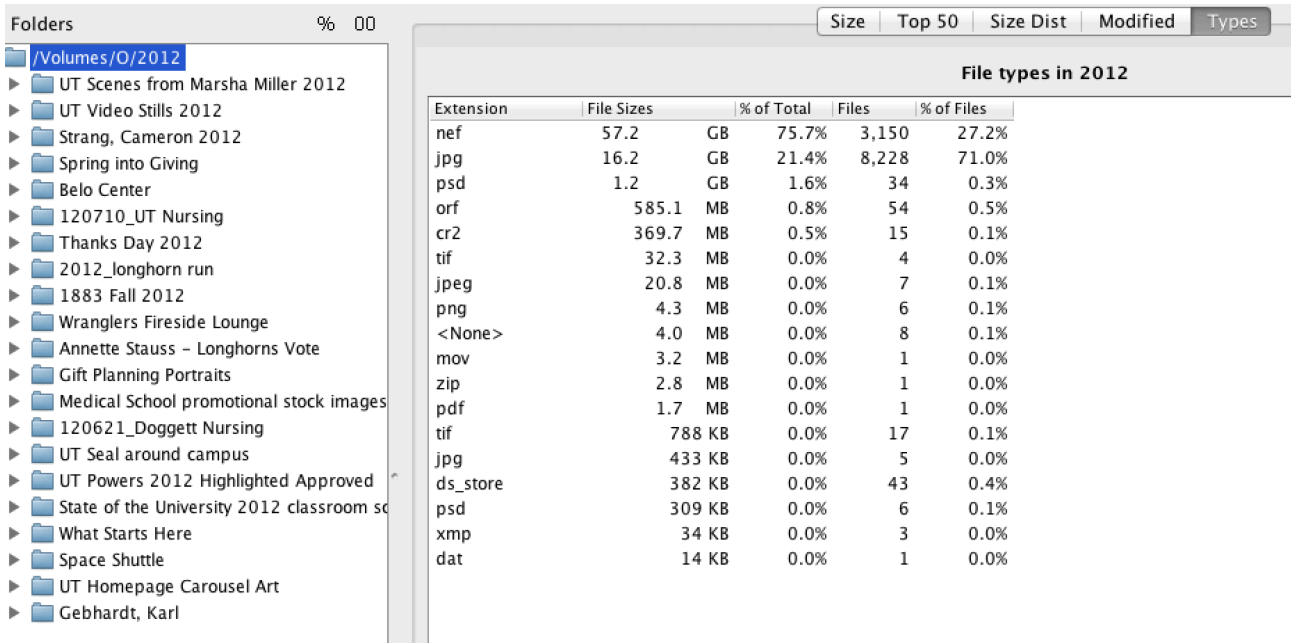 Folders % 00
/Volumes/O/2012
UT Scenes from Marsha Miller 2012
UT Video Stills 2012
Strang, Cameron 2012
Spring into Giving
Belo Center
120710_UT Nursing
Thanks Day 2012
2012_longhorn run
1883 Fall 2012
Wranglers Fireside Lounge
Annette Stauss – Longhorns Vote
Gift Planning Portraits
Medical School promotional stock images
120621_Doggett Nursing
UT Seal around campus
UT Powers 2012 Highlighted Approved
State of the University 2012 classroom sc
What Starts Here
Space Shuttle
UT Homepage Carousel Art
Gebhardt, Karl
Size Top 50 Size Dist Modified Types
File types in 2012
Extension File Sizes % of Total Files % of Files
nef 57.2 GB 75.7% 3,150 27.2%
jpg 16.2 GB 21.4% 8,228 71.0%
psd 1.2 GB 1.6% 34 0.3%
orf 585.1 MB 0.8% 54 0.5%
cr2 369.7 MB 0.5% 15 0.1%
tif 32.3 MB 0.0% 4 0.0%
jpeg 20.8 MB 0.0% 7 0.1%
png 4.3 MB 0.0% 6 0.1%
<None> 4.0 MB 0.0% 8 0.1%
mov 3.2 MB 0.0% 1 0.0%
zip 2.8 MB 0.0% 1 0.0%
pdf 1.7 MB 0.0% 1 0.0%
tif 788 KB 0.0% 17 0.1%
jpg 433 KB 0.0% 5 0.0%
ds_store 382 KB 0.0% 43 0.4%
psd 309 KB 0.0% 6 0.1%
xmp 34 KB 0.0% 3 0.0%
dat 14 KB 0.0% 1 0.0%